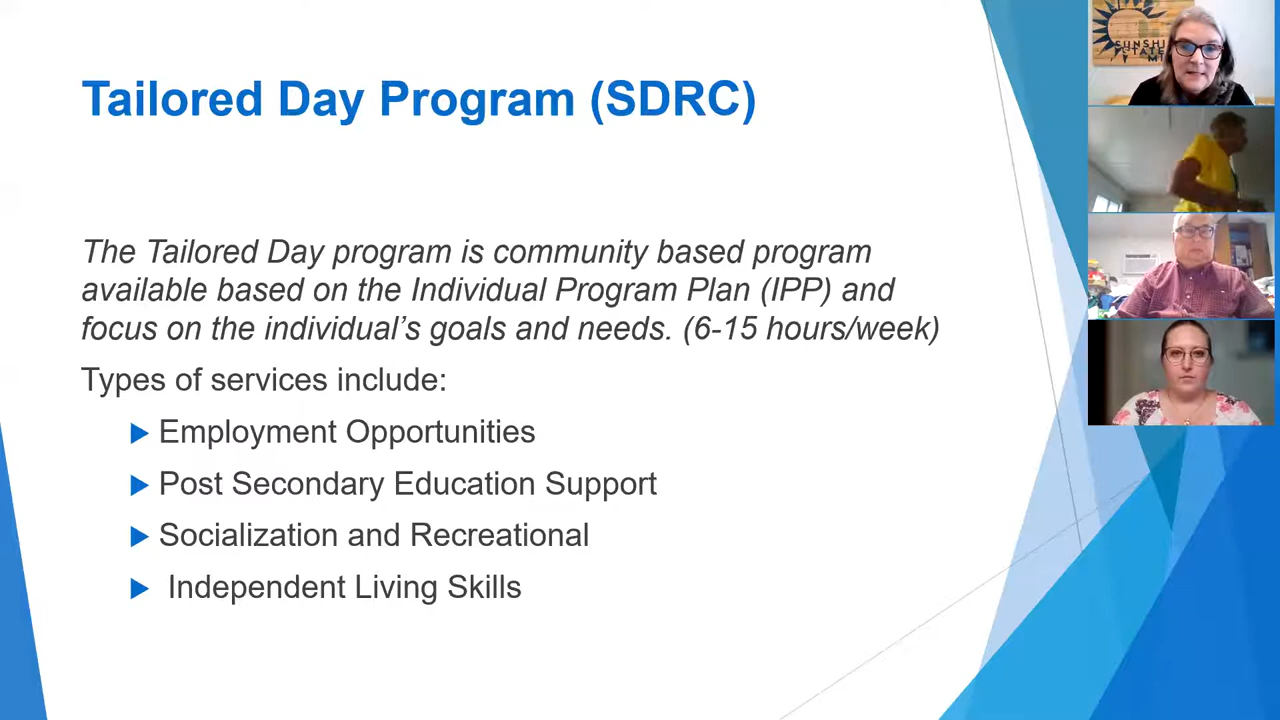 Tailored Day Program (SDRC)
The Tailored Day program is community based program
available based on the Individual Program Plan (IPP) and
focus on the individual’s goals and needs. (6-15 hours/week)
Types of services include:
Employment Opportunities
Post Secondary Education Support
Socialization and Recreational
Independent Living Skills
SUNSHI
STATE